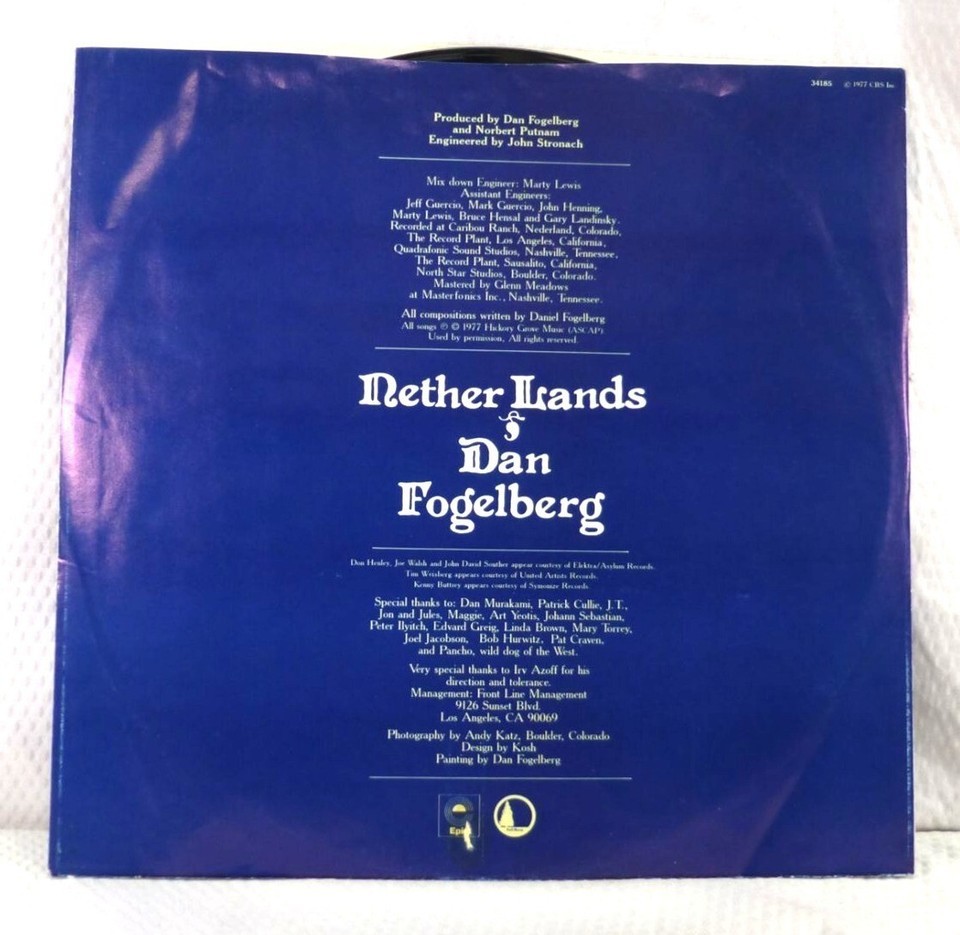 34185 © 1977 CBS Inc.
Produced by Dan Fogelberg
and Norbert Putnam
Engineered by John Stronach
Mix down Engineer: Marty Lewis
Assistant Engineers:
Jeff Guercio, Mark Guercio, John Henning,
Marty Lewis, Bruce Hensal and Gary Landinsky.
Recorded at Caribou Ranch, Nederland, Colorado,
The Record Plant, Los Angeles, California,
Quadrafonic Sound Studios, Nashville, Tennessee,
The Record Plant, Sausalito, California,
North Star Studios, Boulder, Colorado.
Mastered by Glenn Meadows
at Masterfonics Inc., Nashville, Tennessee.
All compositions written by Daniel Fogelberg
All songs ℗ © 1977 Hickory Grove Music (ASCAP)
Used by permission, All rights reserved.
Nether Lands
Dan
Fogelberg
Don Henley, Joe Walsh and John David Souther appear courtesy of Elektra/Asylum Records.
Tim Weisberg appears courtesy of United Artists Records.
Kenny Buttrey appears courtesy of Symonize Records.
Special thanks to: Dan Murakami, Patrick Cullie, J.T.,
Jon and Jules, Maggie, Art Yeotis, Johann Sebastian,
Peter Ilyitch, Edvard Greig, Linda Brown, Mary Torrey,
Joel Jacobson, Bob Hurwitz, Pat Craven,
and Pancho, wild dog of the West.
Very special thanks to Irv Azoff for his
direction and tolerance.
Management: Front Line Management
9126 Sunset Blvd.
Los Angeles, CA 90069
Photography by Andy Katz, Boulder, Colorado
Design by Kosh
Painting by Dan Fogelberg
Epic